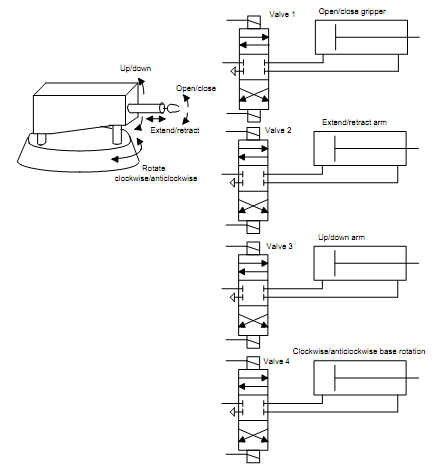 Valve 1
Open/close gripper
Up/down
Open/close
Extend/retract
Rotate
clockwise/anticlockwise
Valve 2
Extend/retract arm
Valve 3
Up/down arm
Clockwise/anticlockwise base rotation
Valve 4